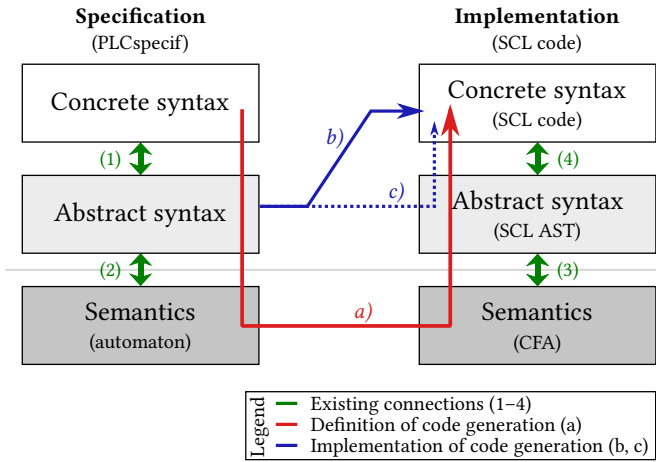 Specification
(PLCspecif)
Implementation
(SCL code)
Concrete syntax
Concrete syntax
(SCL code)
(1)
b)
(4)
Abstract syntax
c)
Abstract syntax
(SCL AST)
(2)
(3)
Semantics
(automaton)
a)
Semantics
(CFA)
Legend
Existing connections (1–4)
Definition of code generation (a)
Implementation of code generation (b, c)